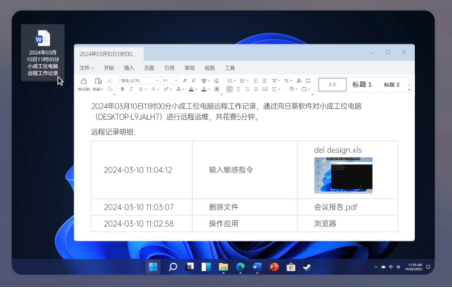 2024年03月
10日11时00分
小成工位电脑
远程工作记录
2024年03月10日11时00...
文件
开始
插入
页面
引用
审阅
视图
工具
标题 1
标题 2
2024年03月10日11时00分小成工位电脑远程工作记录，通过向日葵软件对小成工位电脑
（DESKTOP-L9JALH7）进行远程运维，共花费5分钟。
远程记录明细：
2024-03-10 11:04:12
输入敏感指令
del design.xls
2024-03-10 11:03:07
删除文件
会议报告.pdf
2024-03-10 11:02:58
操作应用
浏览器